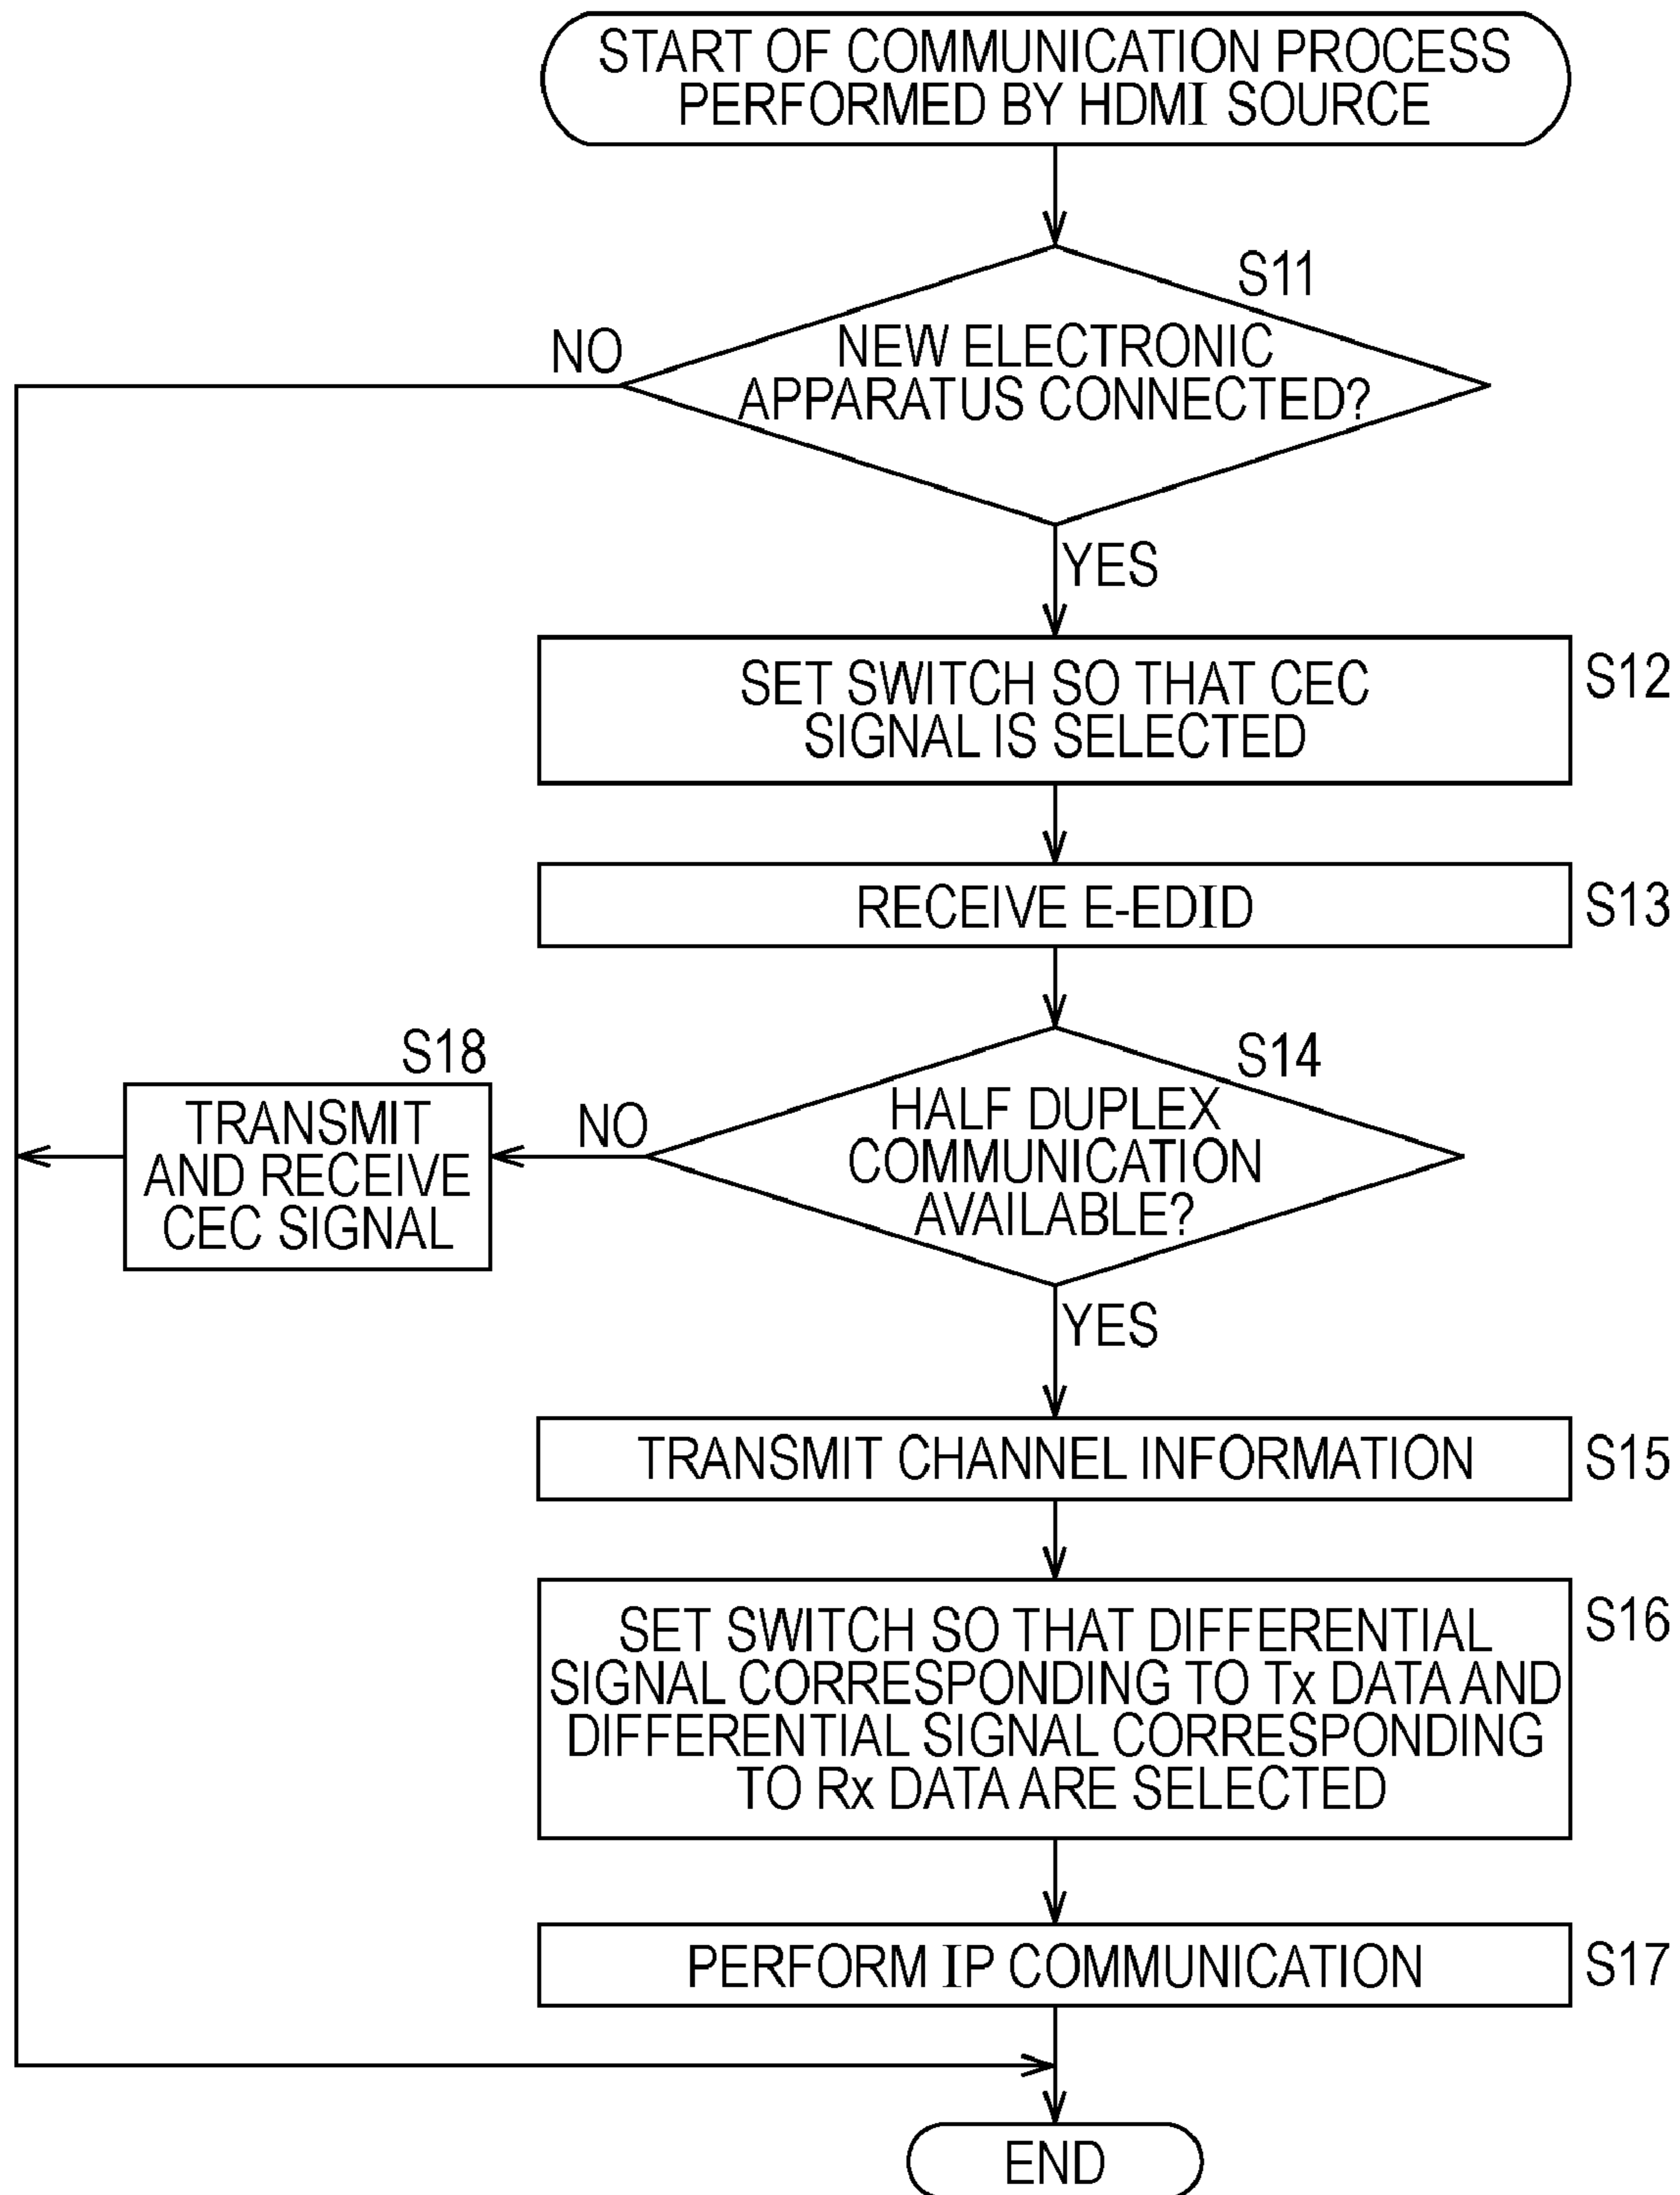 START OF COMMUNICATION PROCESS
PERFORMED BY HDMI SOURCE
S11
NO
NEW ELECTRONIC
APPARATUS CONNECTED?
YES
SET SWITCH SO THAT CEC
SIGNAL IS SELECTED
S12
RECEIVE E-EDID
S13
S18
TRANSMIT
AND RECEIVE
CEC SIGNAL
NO
S14
HALF DUPLEX
COMMUNICATION
AVAILABLE?
YES
TRANSMIT CHANNEL INFORMATION
S15
SET SWITCH SO THAT DIFFERENTIAL
SIGNAL CORRESPONDING TO Tx DATA AND
DIFFERENTIAL SIGNAL CORRESPONDING
TO Rx DATA ARE SELECTED
S16
PERFORM IP COMMUNICATION
S17
END